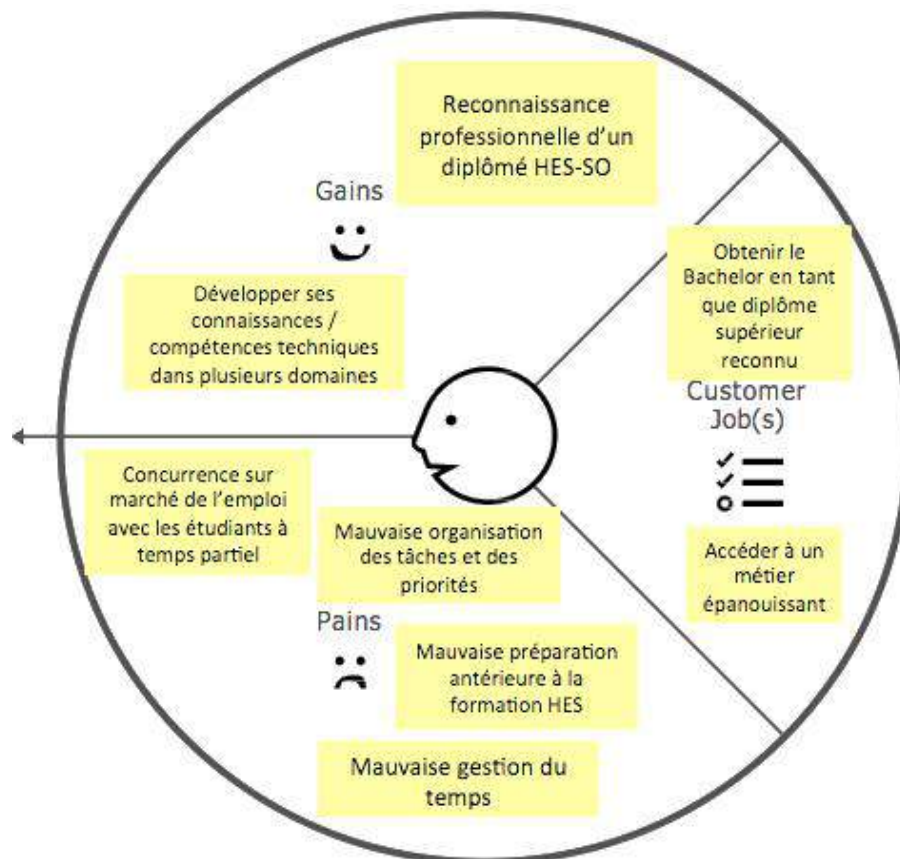 Reconnaissance
professionnelle d'un
diplômé HES-SO
Gains
Développer ses
connaissances /
compétences techniques
dans plusieurs domaines
Obtenir le
Bachelor en tant
que diplôme
supérieur
reconnu
Customer
Job(s)
Accéder à un
métier
épanouissant
Concurrence sur
marché de l'emploi
avec les étudiants à
temps partiel
Mauvaise organisation
des tâches et des
priorités
Pains
Mauvaise préparation
antérieure à la
formation HES
Mauvaise gestion du
temps